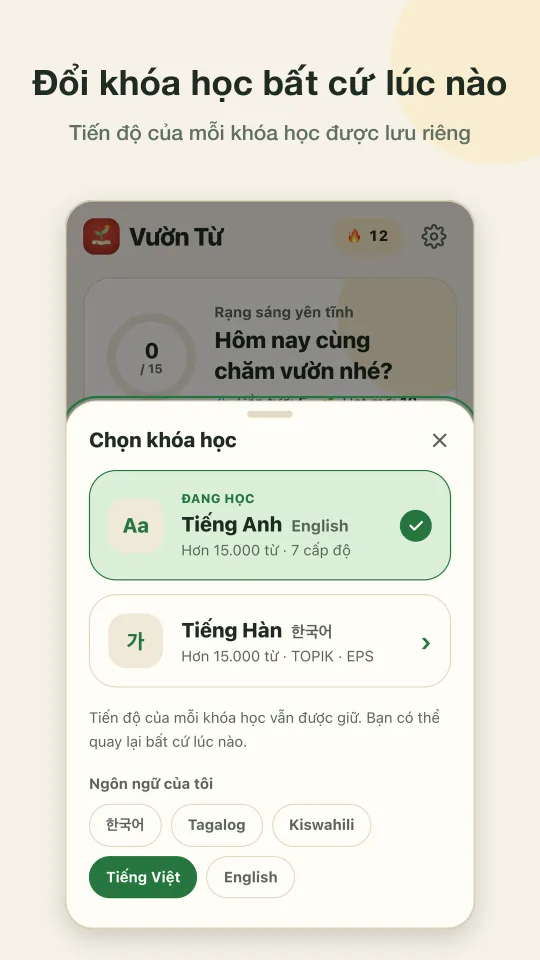 Đổi khóa học bất cứ lúc nào
Tiến độ của mỗi khóa học được lưu riêng
Vườn Từ
12
Rạng sáng yên tĩnh
0
/ 15
Hôm nay cùng
chăm vườn nhé?
Chọn khóa học
Aa
ĐANG HỌC
Tiếng Anh English
Hơn 15.000 từ · 7 cấp độ
가
Tiếng Hàn 한국어
Hơn 15.000 từ · TOPIK · EPS
Tiến độ của mỗi khóa học vẫn được giữ. Bạn có thể
quay lại bất cứ lúc nào.
Ngôn ngữ của tôi
한국어
Tagalog
Kiswahili
Tiếng Việt
English